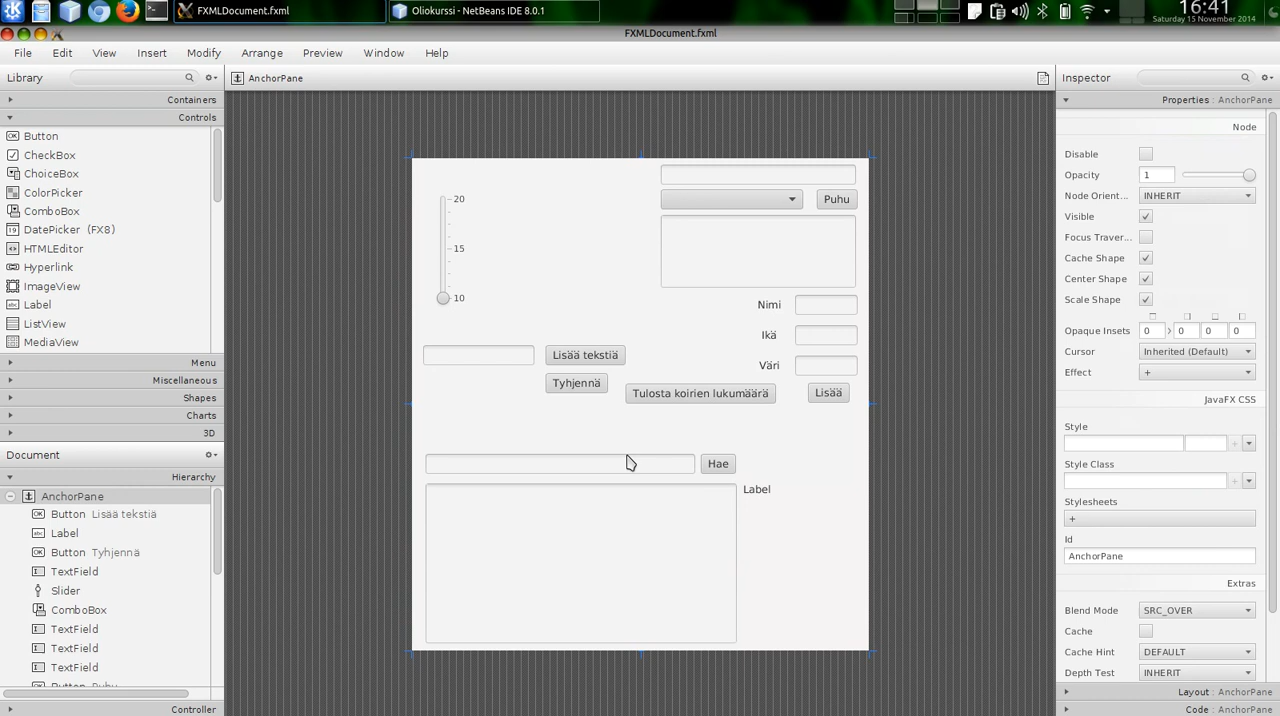 FXMLDocument.fxml
Oliokurssi - NetBeans IDE 8.0.1
16:41
Saturday 15 November 2014
FXMLDocument.fxml
File Edit View Insert Modify Arrange Preview Window Help
Library
AnchorPane
Inspector
Containers
Controls
Button
CheckBox
ChoiceBox
ColorPicker
ComboBox
DatePicker (FX8)
HTMLEditor
Hyperlink
ImageView
Label
ListView
MediaView
Menu
Miscellaneous
Shapes
Charts
3D
Document
Hierarchy
AnchorPane
Button Lisää tekstiä
Label
Button Tyhjennä
TextField
Slider
ComboBox
TextField
TextField
TextField
Button Puhu
Controller
20
15
10
Puhu
Nimi
Ikä
Väri
Lisää tekstiä
Tyhjennä
Tulosta koirien lukumäärä
Lisää
Hae
Label
Properties : AnchorPane
Node
Disable
Opacity 1
Node Orient... INHERIT
Visible
Focus Traver...
Cache Shape
Center Shape
Scale Shape
Opaque Insets 0 0 0 0
Cursor Inherited (Default)
Effect +
JavaFX CSS
Style
Style Class
Stylesheets
+
Id
AnchorPane
Extras
Blend Mode SRC_OVER
Cache
Cache Hint DEFAULT
Depth Test INHERIT
Layout : AnchorPane
Code : AnchorPane